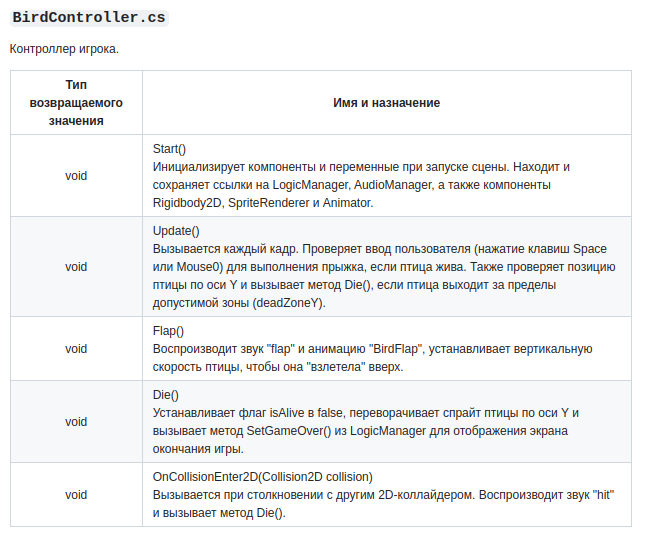 BirdController.cs
Контроллер игрока.
Тип
возвращаемого
значения
Имя и назначение
void
Start()
Инициализирует компоненты и переменные при запуске сцены. Находит и
сохраняет ссылки на LogicManager, AudioManager, а также компоненты
Rigidbody2D, SpriteRenderer и Animator.
void
Update()
Вызывается каждый кадр. Проверяет ввод пользователя (нажатие клавиш Space
или Mouse0) для выполнения прыжка, если птица жива. Также проверяет позицию
птицы по оси Y и вызывает метод Die(), если птица выходит за пределы
допустимой зоны (deadZoneY).
void
Flap()
Воспроизводит звук "flap" и анимацию "BirdFlap", устанавливает вертикальную
скорость птицы, чтобы она "взлетела" вверх.
void
Die()
Устанавливает флаг isAlive в false, переворачивает спрайт птицы по оси Y и
вызывает метод SetGameOver() из LogicManager для отображения экрана
окончания игры.
void
OnCollisionEnter2D(Collision2D collision)
Вызывается при столкновении с другим 2D-коллайдером. Воспроизводит звук "hit"
и вызывает метод Die().